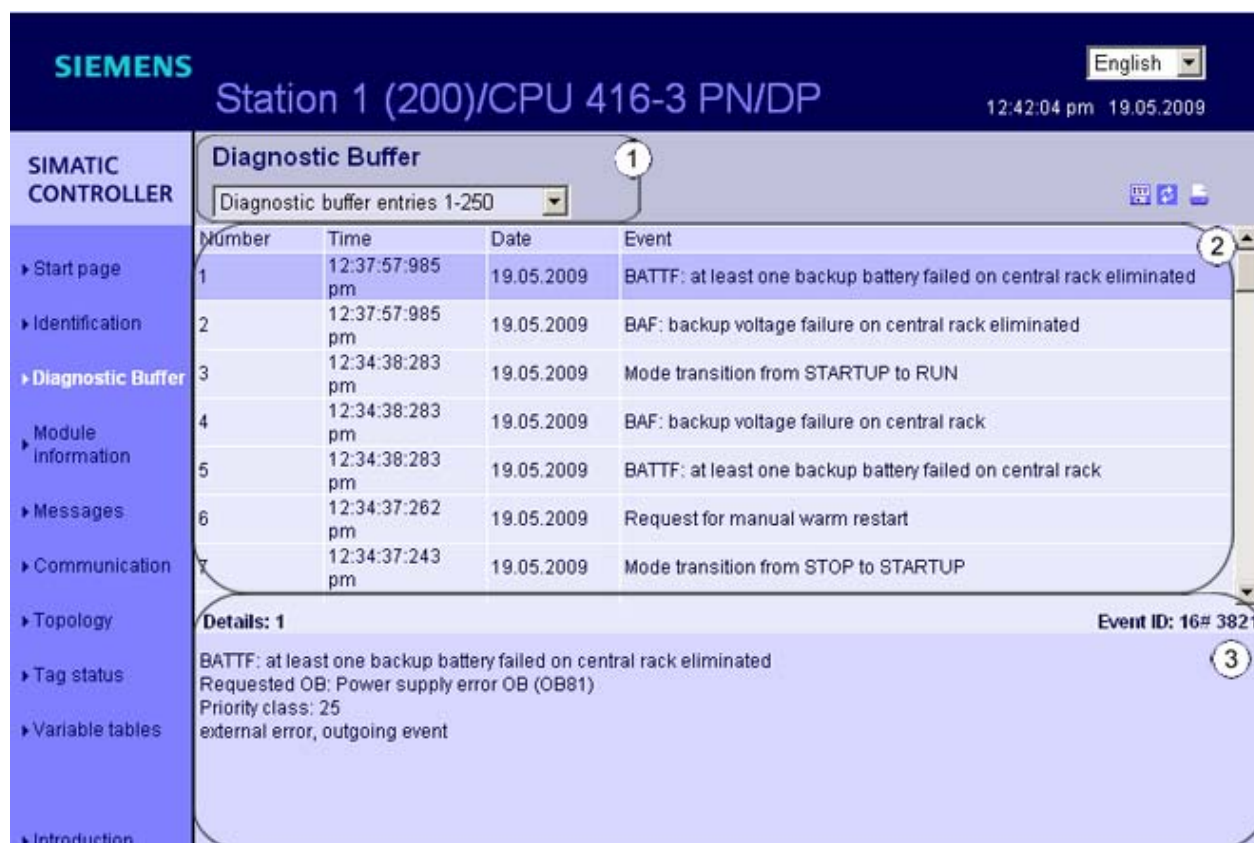 SIEMENS
English
Station 1 (200)/CPU 416-3 PN/DP
12:42:04 pm 19.05.2009
SIMATIC
CONTROLLER
Diagnostic Buffer
1
Diagnostic buffer entries 1-250
Start page
Identification
Diagnostic Buffer
Module
information
Messages
Communication
Topology
Tag status
Variable tables
Introduction
Number Time Date Event
2
1 12:37:57:985 pm 19.05.2009 BATTF: at least one backup battery failed on central rack eliminated
2 12:37:57:985 pm 19.05.2009 BAF: backup voltage failure on central rack eliminated
3 12:34:38:283 pm 19.05.2009 Mode transition from STARTUP to RUN
4 12:34:38:283 pm 19.05.2009 BAF: backup voltage failure on central rack
5 12:34:38:283 pm 19.05.2009 BATTF: at least one backup battery failed on central rack
6 12:34:37:262 pm 19.05.2009 Request for manual warm restart
7 12:34:37:243 pm 19.05.2009 Mode transition from STOP to STARTUP
Details: 1 Event ID: 16# 3821
3
BATTF: at least one backup battery failed on central rack eliminated
Requested OB: Power supply error OB (OB81)
Priority class: 25
external error, outgoing event